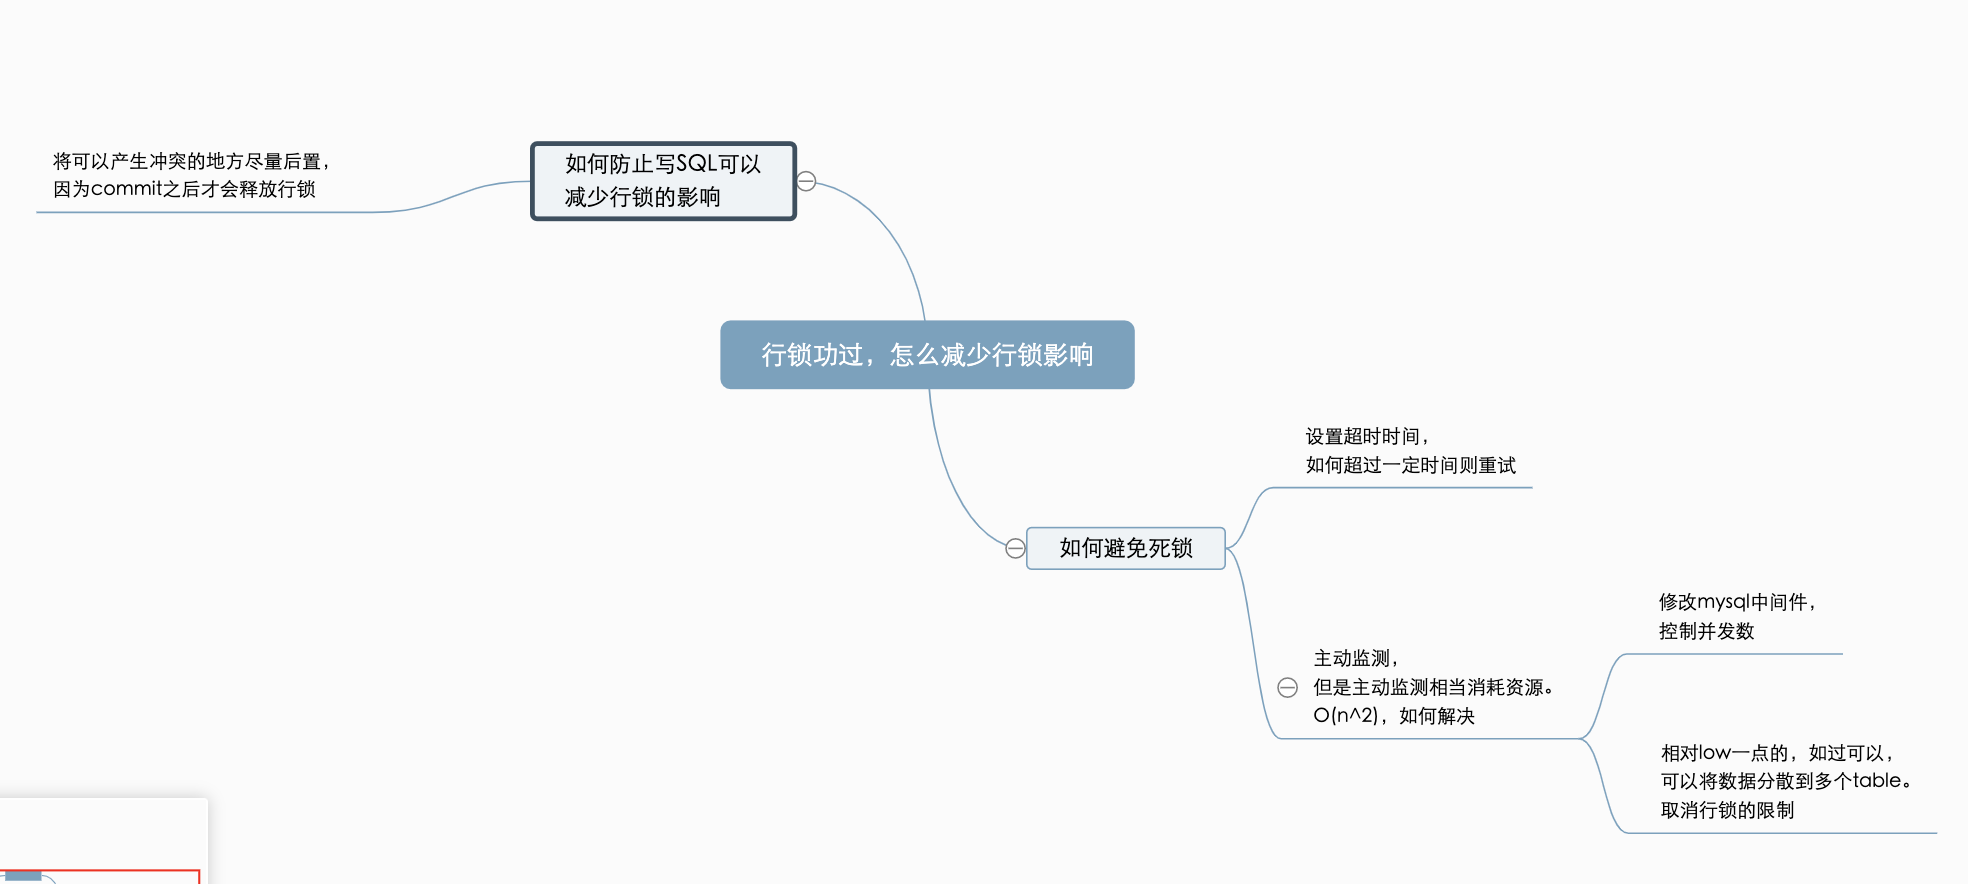 将可以产生冲突的地方尽量后置，
因为commit之后才会释放行锁
如何防止写SQL可以
减少行锁的影响
行锁功过，怎么减少行锁影响
设置超时时间，
如何超过一定时间则重试
如何避免死锁
主动监测，
但是主动监测相当消耗资源。
O(n^2)，如何解决
修改mysql中间件，
控制并发数
相对low一点的，如过可以，
可以将数据分散到多个table。
取消行锁的限制